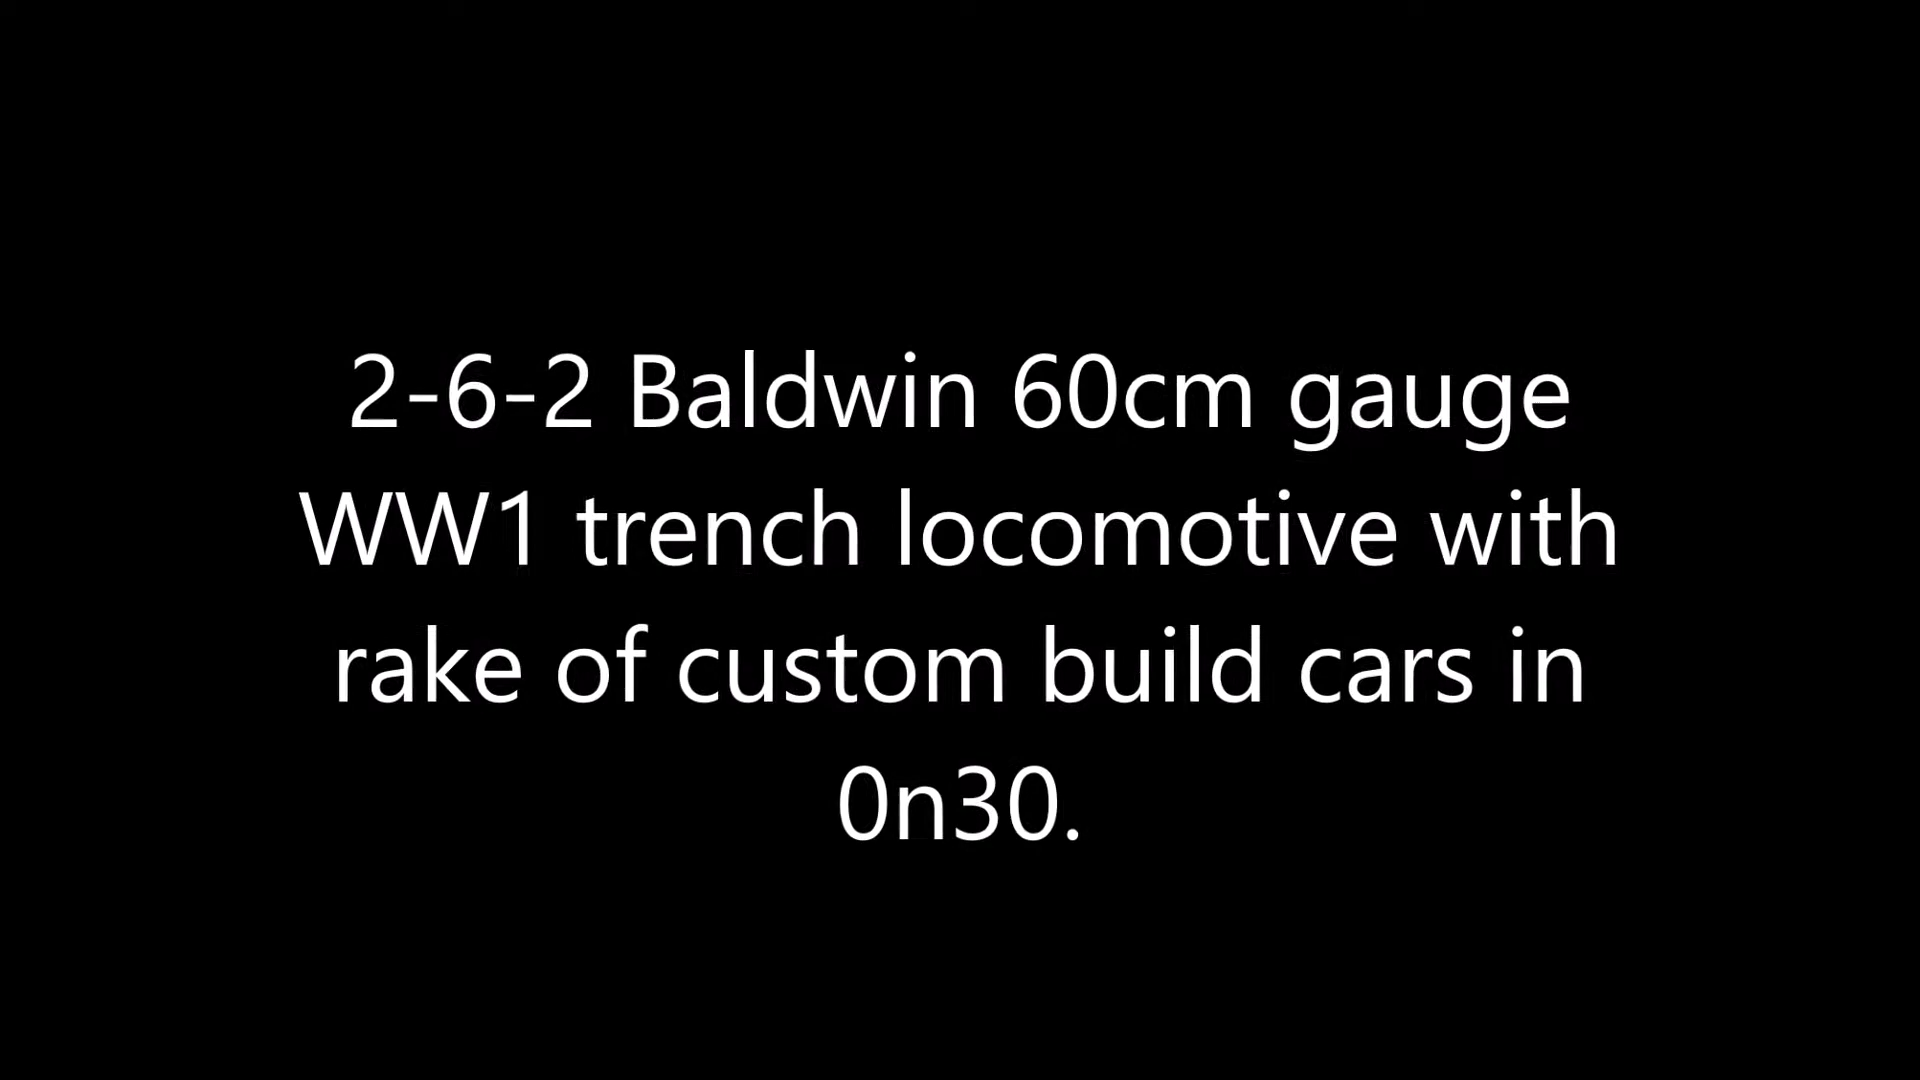 2-6-2 Baldwin 60cm gauge
WW1 trench locomotive with
rake of custom build cars in
0n30.